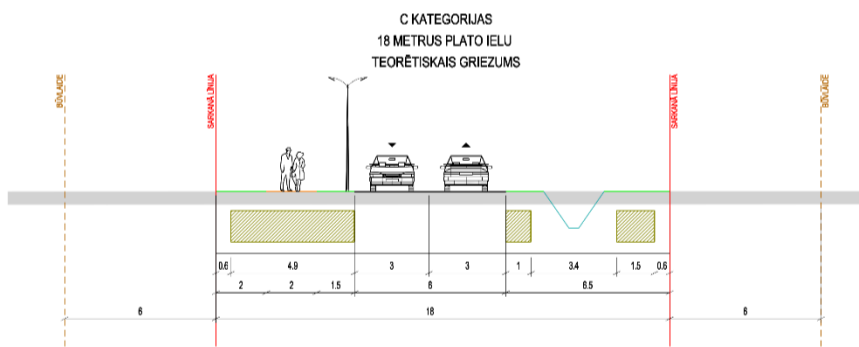 C KATEGORIJAS
18 METRUS PLATO IELU
TEORĒTISKAIS GRIEZUMS
BŪVLAIDE
SARKANĀ LĪNIJA
SARKANĀ LĪNIJA
BŪVLAIDE
0.6 4.9 3 3 1 3.4 1.5 0.6
2 2 1.5 6 6.5
6 18 6